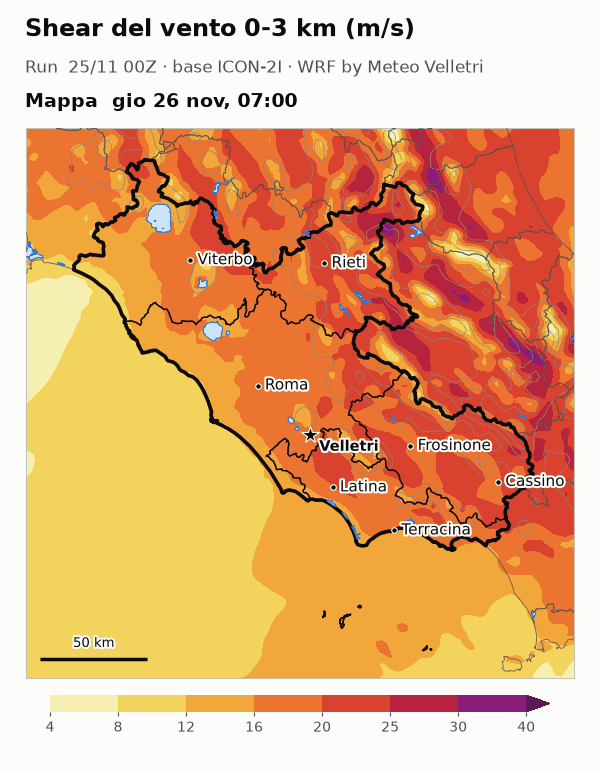 Shear del vento 0-3 km (m/s)
Run  25/11 00Z · base ICON-2I · WRF by Meteo Velletri
Mappa  gio 26 nov, 07:00
Viterbo
Rieti
Roma
Velletri
Frosinone
Cassino
Latina
Terracina
50 km
4 8 12 16 20 25 30 40